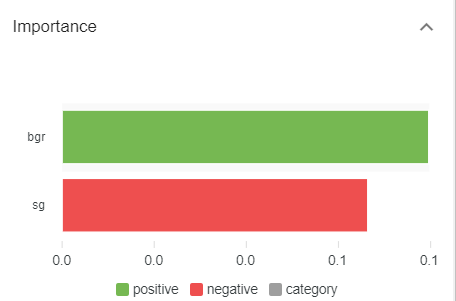 Importance
bgr
sg
0.0 0.0 0.0 0.1 0.1
positive negative category